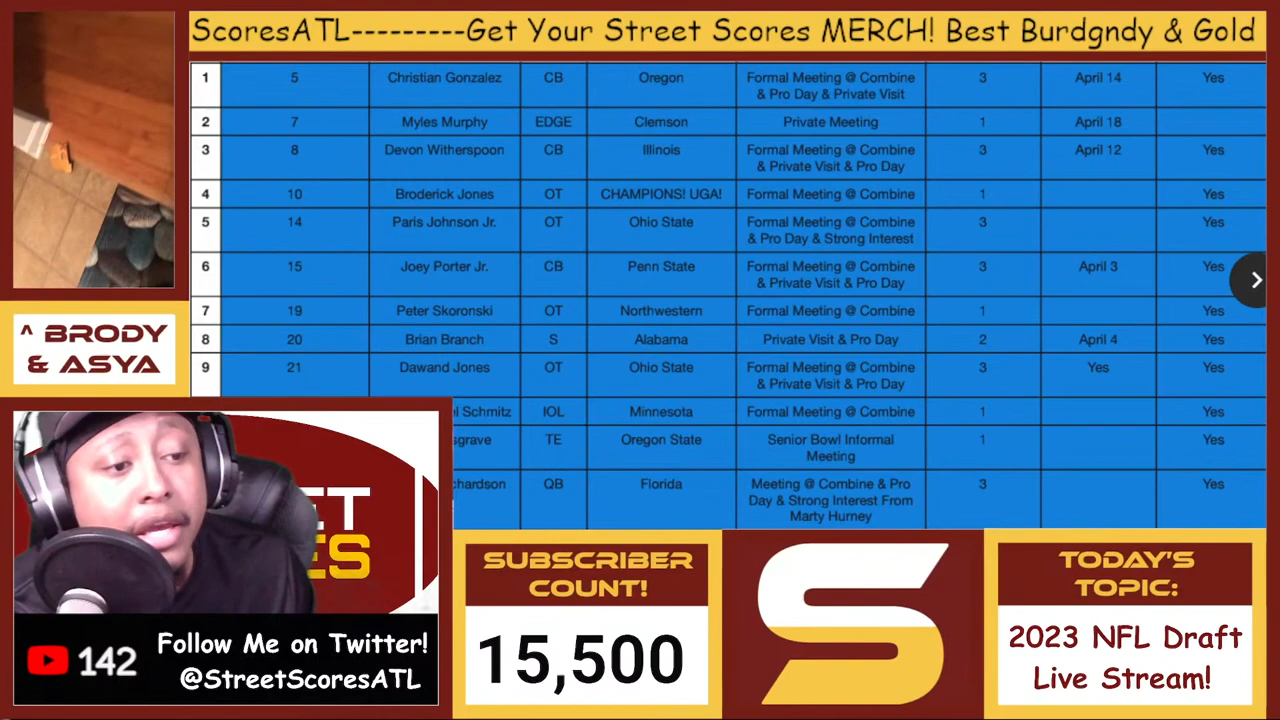 ScoresATL---------Get Your Street Scores MERCH! Best Burdgndy & Gold
1 5 Christian Gonzalez CB Oregon Formal Meeting @ Combine & Pro Day & Private Visit 3 April 14 Yes
2 7 Myles Murphy EDGE Clemson Private Meeting 1 April 18
3 8 Devon Witherspoon CB Illinois Formal Meeting @ Combine & Private Visit & Pro Day 3 April 12 Yes
4 10 Broderick Jones OT CHAMPIONS! UGA! Formal Meeting @ Combine 1 Yes
5 14 Paris Johnson Jr. OT Ohio State Formal Meeting @ Combine & Pro Day & Strong Interest 3 Yes
6 15 Joey Porter Jr. CB Penn State Formal Meeting @ Combine & Private Visit & Pro Day 3 April 3 Yes
7 19 Peter Skoronski OT Northwestern Formal Meeting @ Combine 1 Yes
8 20 Brian Branch S Alabama Private Visit & Pro Day 2 April 4 Yes
9 21 Dawand Jones OT Ohio State Formal Meeting @ Combine & Private Visit & Pro Day 3 Yes Yes
el Schmitz IOL Minnesota Formal Meeting @ Combine 1 Yes
sgrave TE Oregon State Senior Bowl Informal Meeting 1 Yes
chardson QB Florida Meeting @ Combine & Pro Day & Strong Interest From Marty Hurney 3 Yes
^ BRODY
& ASYA
ET
ES
142
Follow Me on Twitter!
@StreetScoresATL
SUBSCRIBER
COUNT!
15,500
S
TODAY'S
TOPIC:
2023 NFL Draft
Live Stream!